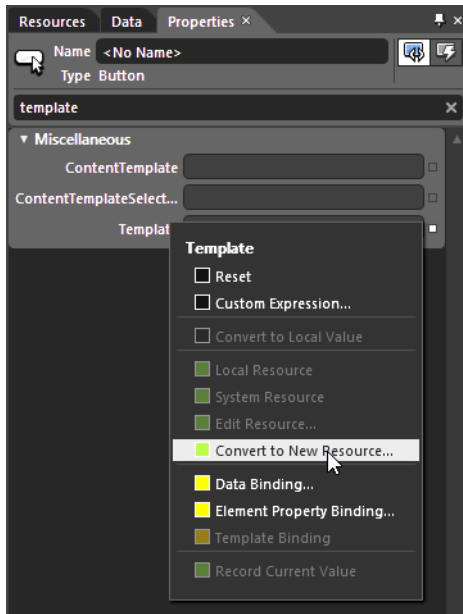 Resources Data Properties ×
Name <No Name>
Type Button
template
Miscellaneous
ContentTemplate
ContentTemplateSelect...
Templat
Template
Reset
Custom Expression...
Convert to Local Value
Local Resource
System Resource
Edit Resource...
Convert to New Resource...
Data Binding...
Element Property Binding...
Template Binding
Record Current Value